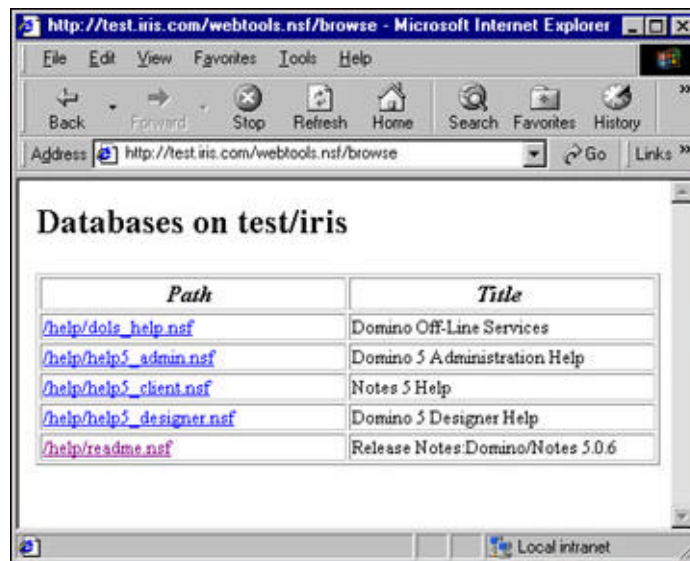 http://test.iris.com/webtools.nsf/browse - Microsoft Internet Explorer
File Edit View Favorites Tools Help
Back Forward Stop Refresh Home Search Favorites History »
Address http://test.iris.com/webtools.nsf/browse Go Links »
Databases on test/iris
Path Title
/help/dols_help.nsf Domino Off-Line Services
/help/help5_admin.nsf Domino 5 Administration Help
/help/help5_client.nsf Notes 5 Help
/help/help5_designer.nsf Domino 5 Designer Help
/help/readme.nsf Release Notes:Domino/Notes 5.0.6
Local intranet